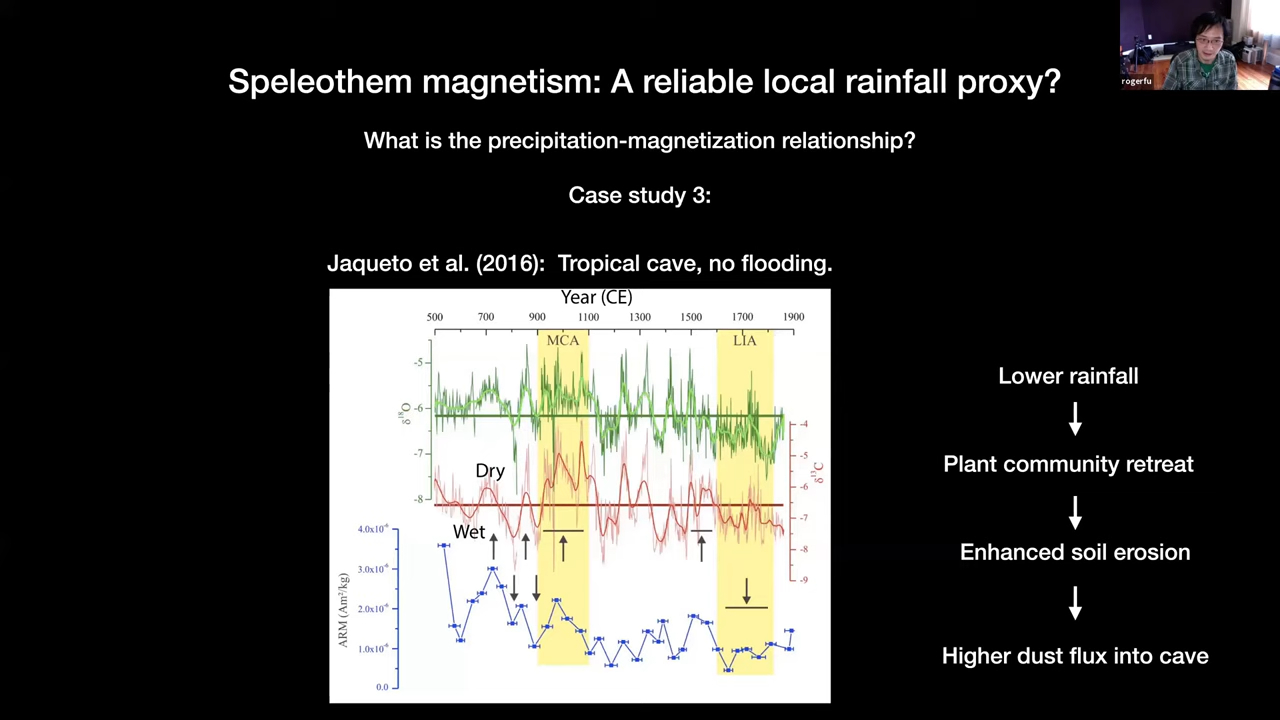 Speleothem magnetism: A reliable local rainfall proxy?
rogerfu
What is the precipitation-magnetization relationship?
Case study 3:
Jaqueto et al. (2016): Tropical cave, no flooding.
Year (CE)
500 700 900 1100 1300 1500 1700 1900
MCA LIA
-5
-6
-7
-8
δ¹⁸O
-4
-5
-6
-7
-8
-9
δ¹³C
Dry
Wet
4.0x10⁻⁶
3.0x10⁻⁶
2.0x10⁻⁶
1.0x10⁻⁶
0.0
ARM (Am²/kg)
Lower rainfall
Plant community retreat
Enhanced soil erosion
Higher dust flux into cave